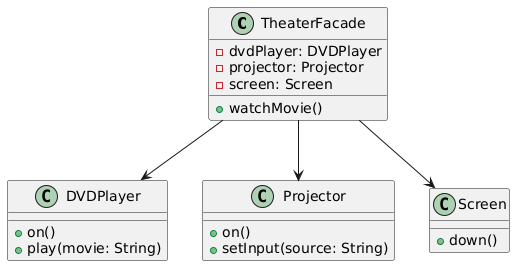 C TheaterFacade
dvdPlayer: DVDPlayer
projector: Projector
screen: Screen
watchMovie()
C DVDPlayer
on()
play(movie: String)
C Projector
on()
setInput(source: String)
C Screen
down()